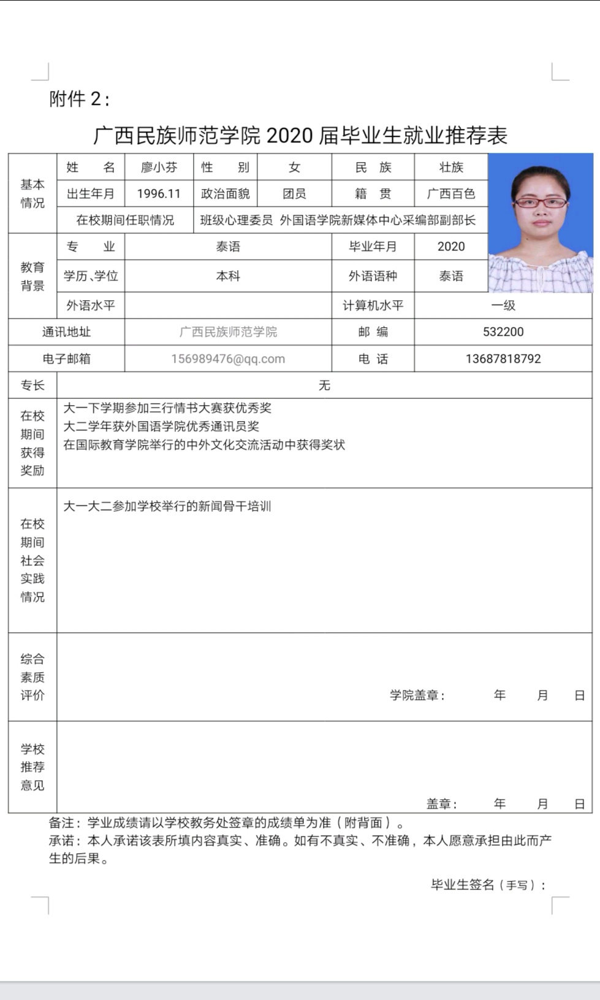 附件 2：
广西民族师范学院 2020 届毕业生就业推荐表
基本情况 姓 名 廖小芬 性 别 女 民 族 壮族
出生年月 1996.11 政治面貌 团员 籍 贯 广西百色
在校期间任职情况 班级心理委员 外国语学院新媒体中心采编部副部长
教育背景 专 业 泰语 毕业年月 2020
学历、学位 本科 外语语种 泰语
外语水平 计算机水平 一级
通讯地址 广西民族师范学院 邮 编 532200
电子邮箱 156989476@qq.com 电 话 13687818792
专长 无
在校期间获得奖励
大一下学期参加三行情书大赛获优秀奖
大二学年获外国语学院优秀通讯员奖
在国际教育学院举行的中外文化交流活动中获得奖状
在校期间社会实践情况
大一大二参加学校举行的新闻骨干培训
综合素质评价
学院盖章： 年 月 日
学校推荐意见
盖章： 年 月 日
备注：学业成绩请以学校教务处签章的成绩单为准（附背面）。
承诺：本人承诺该表所填内容真实、准确。如有不真实、不准确，本人愿意承担由此而产
生的后果。
毕业生签名（手写）：